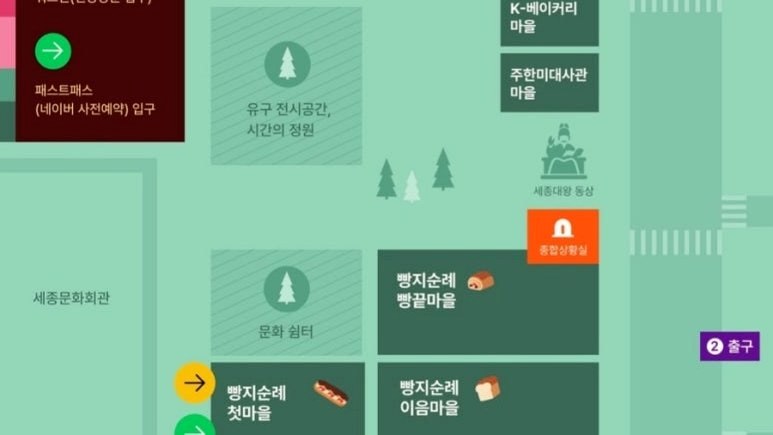 패스트패스
(네이버 사전예약) 입구
K-베이커리
마을
주한미대사관
마을
유구 전시공간,
시간의 정원
세종대왕 동상
종합상황실
빵지순례
빵끝마을
세종문화회관
문화 쉼터
2 출구
빵지순례
첫마을
빵지순례
이음마을